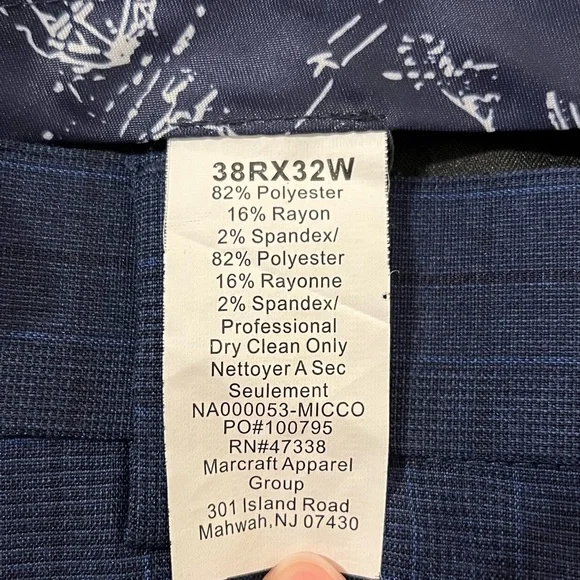 38RX32W
82% Polyester
16% Rayon
2% Spandex/
82% Polyester
16% Rayonne
2% Spandex/
Professional
Dry Clean Only
Nettoyer A Sec
Seulement
NA000053-MICCO
PO#100795
RN#47338
Marcraft Apparel
Group
301 Island Road
Mahwah,NJ 07430